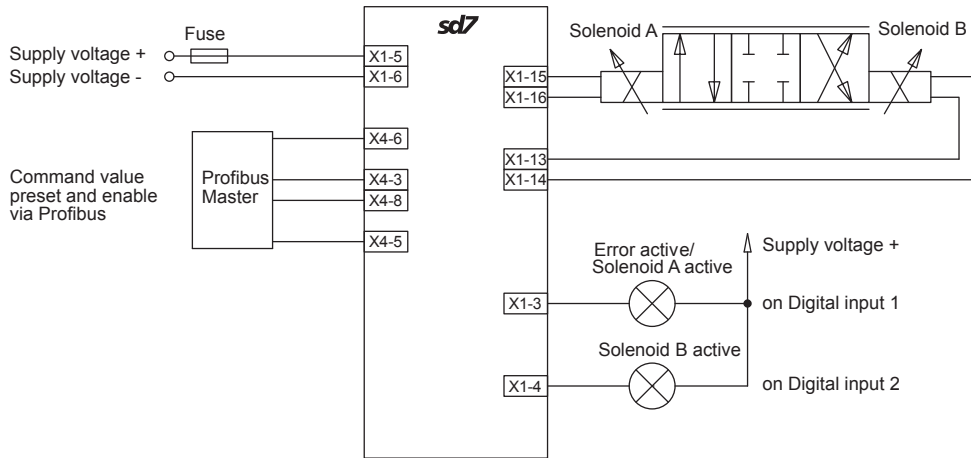 sd7
Solenoid A
Solenoid B
Fuse
Supply voltage +
Supply voltage -
X1-5
X1-6
X1-15
X1-16
X4-6
X1-13
X1-14
Command value
preset and enable
via Profibus
Profibus
Master
X4-3
X4-8
X4-5
Error active/
Solenoid A active
Supply voltage +
X1-3
on Digital input 1
Solenoid B active
X1-4
on Digital input 2